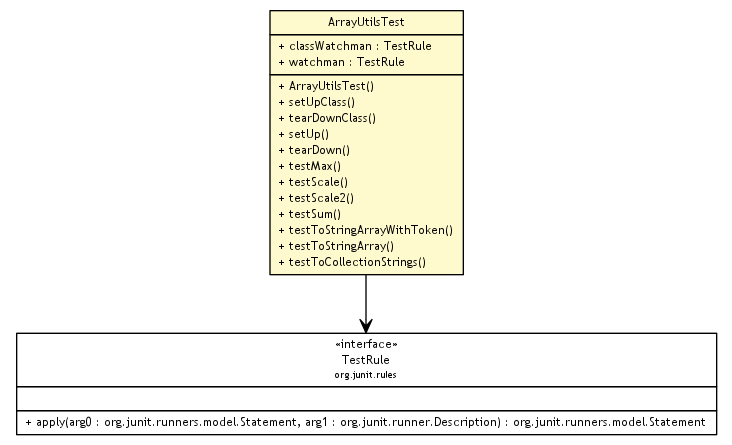 ArrayUtilsTest
+ classWatchman : TestRule
+ watchman : TestRule
+ ArrayUtilsTest()
+ setUpClass()
+ tearDownClass()
+ setUp()
+ tearDown()
+ testMax()
+ testScale()
+ testScale2()
+ testSum()
+ testToStringArrayWithToken()
+ testToStringArray()
+ testToCollectionStrings()
«interface»
TestRule
org.junit.rules
+ apply(arg0 : org.junit.runners.model.Statement, arg1 : org.junit.runner.Description) : org.junit.runners.model.Statement